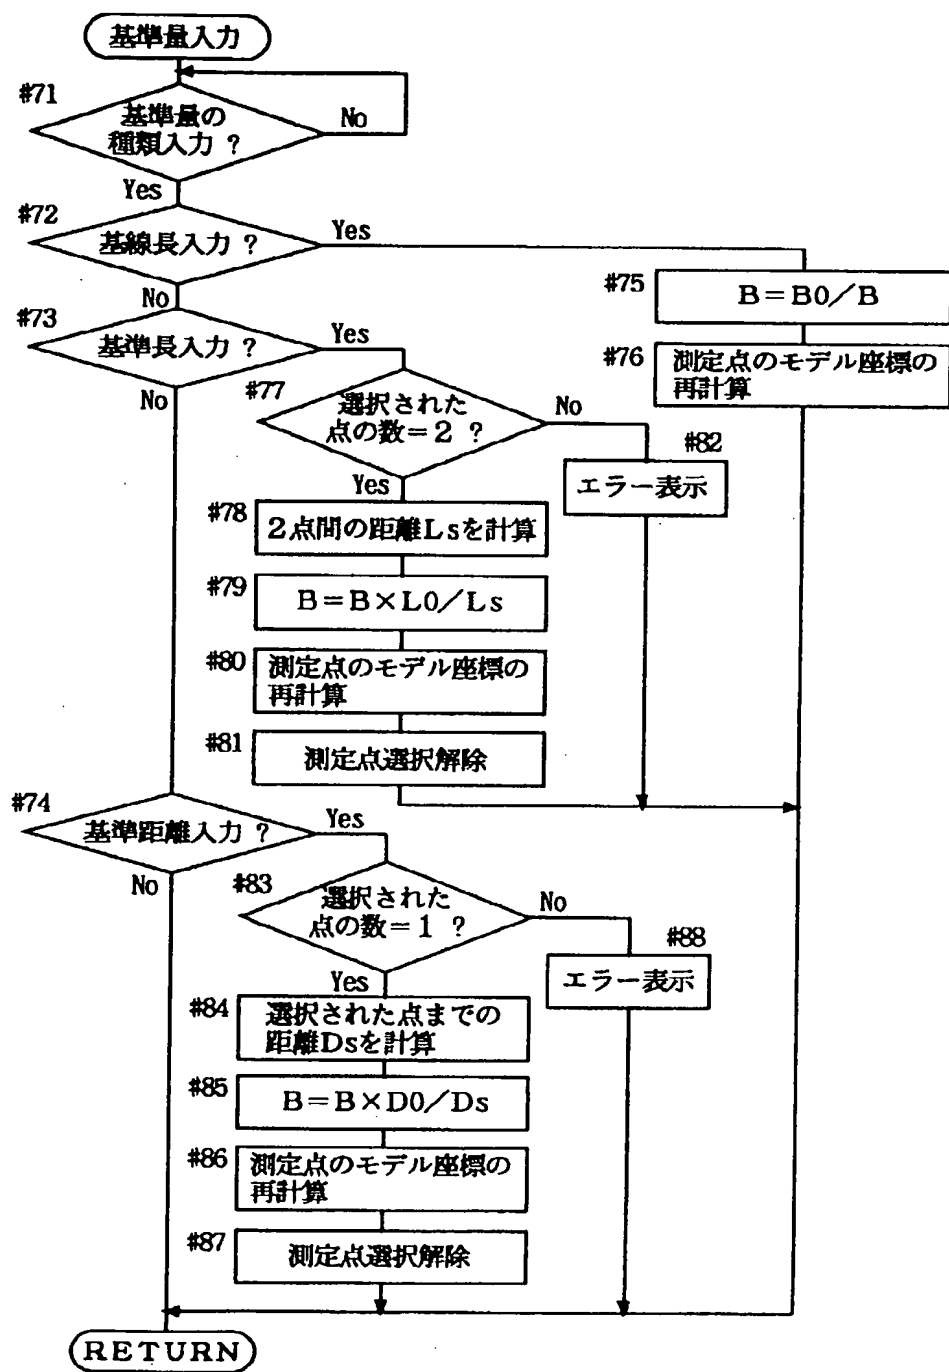 基準量入力
#71
基準量の
種類入力 ?
No
Yes
#72
基線長入力 ?
Yes
No
#75
B=B0/B
#73
基準長入力 ?
Yes
No
#76
測定点のモデル座標の
再計算
#77
選択された
点の数=2 ?
No
Yes
#82
エラー表示
#78
2点間の距離Lsを計算
#79
B=B×L0/Ls
#80
測定点のモデル座標の
再計算
#81
測定点選択解除
#74
基準距離入力 ?
Yes
No
#83
選択された
点の数=1 ?
No
Yes
#88
エラー表示
#84
選択された点までの
距離Dsを計算
#85
B=B×D0/Ds
#86
測定点のモデル座標の
再計算
#87
測定点選択解除
RETURN